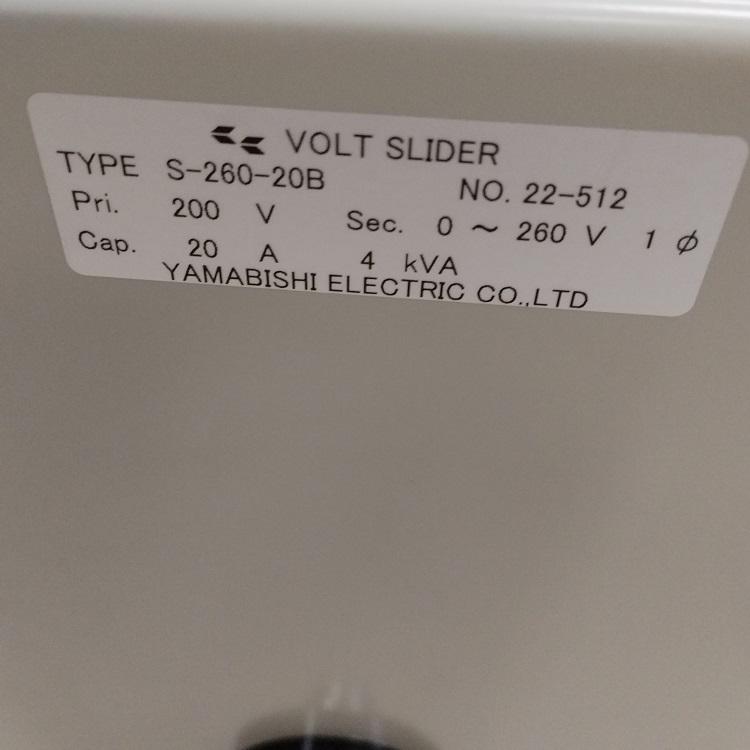 VOLT SLIDER
TYPE S-260-20B NO. 22-512
Pri. 200 V Sec. 0 ~ 260 V 1 ϕ
Cap. 20 A 4 kVA
YAMABISHI ELECTRIC CO.,LTD